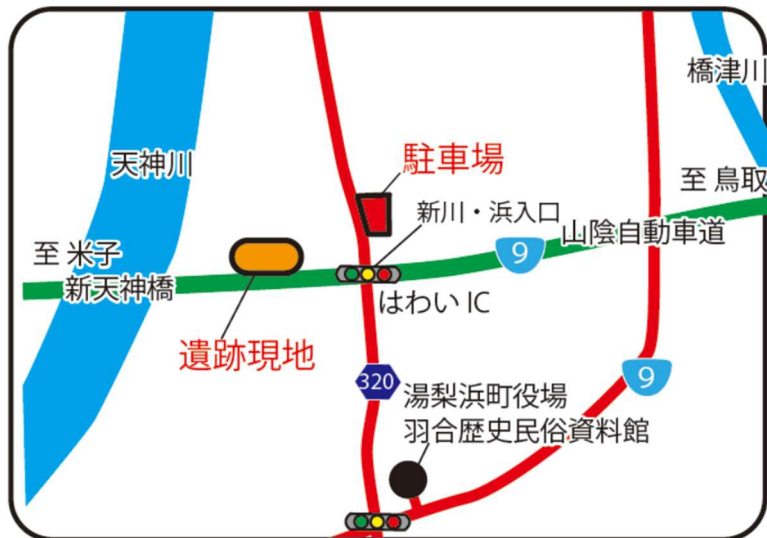 橋津川
駐車場
天神川
至 鳥取
新川・浜入口
9
山陰自動車道
至 米子
新天神橋
はわい IC
遺跡現地
320
9
湯梨浜町役場
羽合歴史民俗資料館